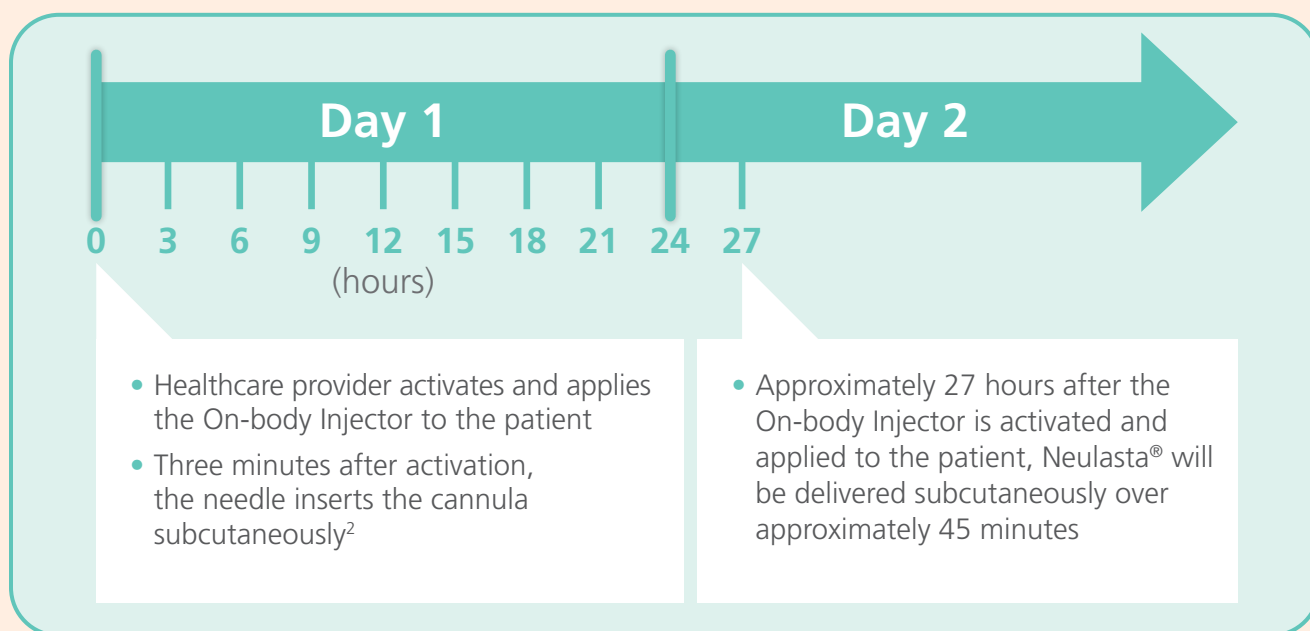 Day 1
Day 2
0 3 6 9 12 15 18 21 24 27
(hours)
• Healthcare provider activates and applies
the On-body Injector to the patient
• Three minutes after activation,
the needle inserts the cannula
subcutaneously²
• Approximately 27 hours after the
On-body Injector is activated and
applied to the patient, Neulasta® will
be delivered subcutaneously over
approximately 45 minutes